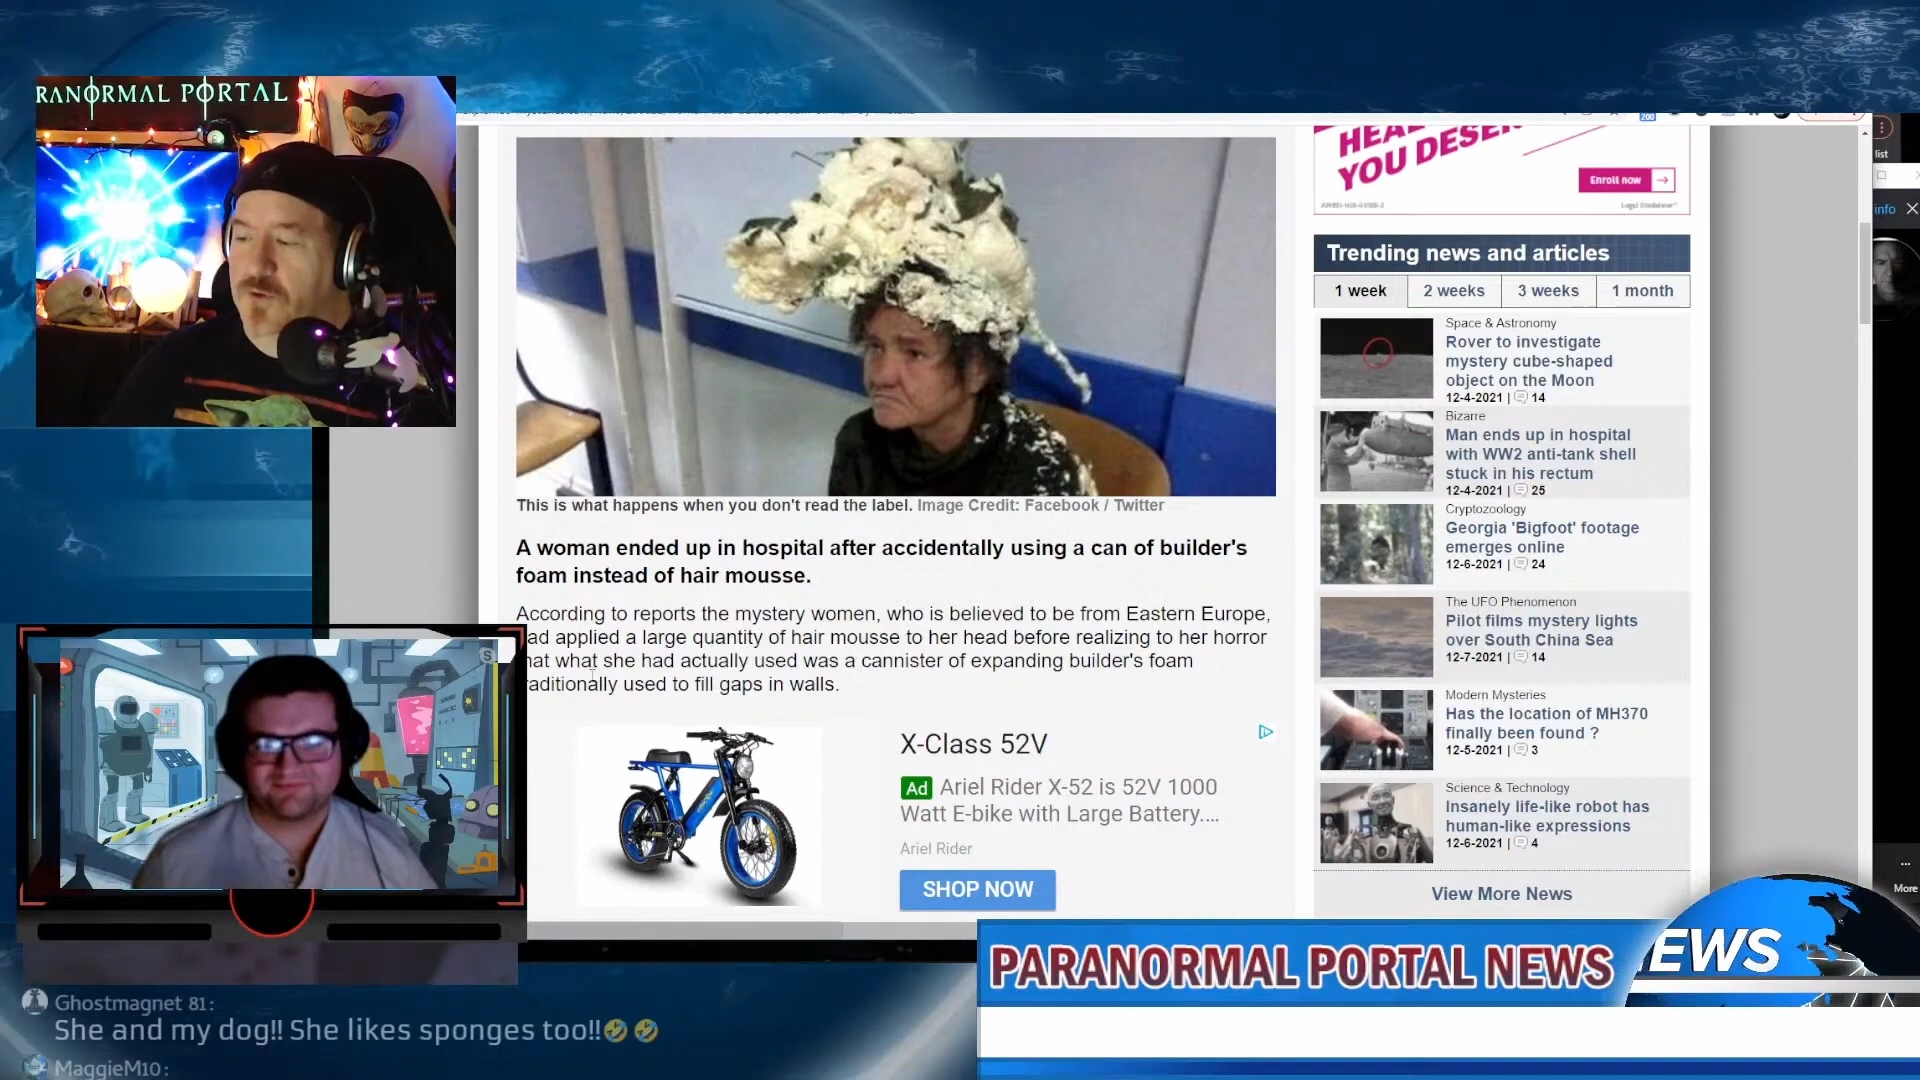 RANORMAL PORTAL
HEA
YOU DESER
Enroll now
Legal Disclaimer
200
list
info
Trending news and articles
1 week
2 weeks
3 weeks
1 month
Space & Astronomy
Rover to investigate
mystery cube-shaped
object on the Moon
12-4-2021 | 14
Bizarre
Man ends up in hospital
with WW2 anti-tank shell
stuck in his rectum
12-4-2021 | 25
Cryptozoology
Georgia 'Bigfoot' footage
emerges online
12-6-2021 | 24
The UFO Phenomenon
Pilot films mystery lights
over South China Sea
12-7-2021 | 14
Modern Mysteries
Has the location of MH370
finally been found ?
12-5-2021 | 3
Science & Technology
Insanely life-like robot has
human-like expressions
12-6-2021 | 4
View More News
More
This is what happens when you don't read the label. Image Credit: Facebook / Twitter
A woman ended up in hospital after accidentally using a can of builder's
foam instead of hair mousse.
According to reports the mystery women, who is believed to be from Eastern Europe,
ad applied a large quantity of hair mousse to her head before realizing to her horror
hat what she had actually used was a cannister of expanding builder's foam
raditionally used to fill gaps in walls.
X-Class 52V
Ad Ariel Rider X-52 is 52V 1000
Watt E-bike with Large Battery....
Ariel Rider
SHOP NOW
PARANORMAL PORTAL NEWS
EWS
Ghostmagnet 81:
She and my dog!! She likes sponges too!!🤣🤣
MaggieM10: